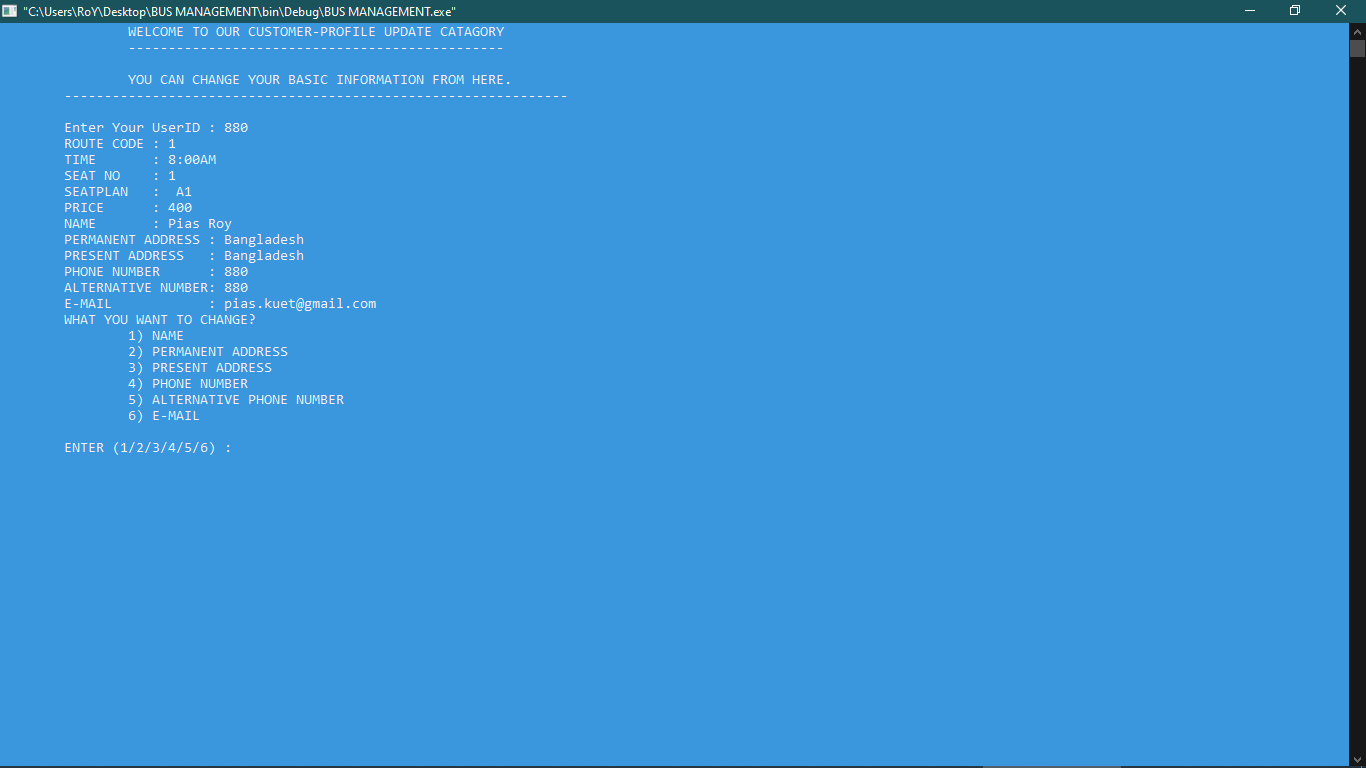 "C:\Users\RoY\Desktop\BUS MANAGEMENT\bin\Debug\BUS MANAGEMENT.exe"
WELCOME TO OUR CUSTOMER-PROFILE UPDATE CATAGORY
-----------------------------------------------
YOU CAN CHANGE YOUR BASIC INFORMATION FROM HERE.
---------------------------------------------------------------
Enter Your UserID : 880
ROUTE CODE : 1
TIME       : 8:00AM
SEAT NO    : 1
SEATPLAN   :  A1
PRICE      : 400
NAME       : Pias Roy
PERMANENT ADDRESS : Bangladesh
PRESENT ADDRESS   : Bangladesh
PHONE NUMBER      : 880
ALTERNATIVE NUMBER: 880
E-MAIL            : pias.kuet@gmail.com
WHAT YOU WANT TO CHANGE?
1) NAME
2) PERMANENT ADDRESS
3) PRESENT ADDRESS
4) PHONE NUMBER
5) ALTERNATIVE PHONE NUMBER
6) E-MAIL
ENTER (1/2/3/4/5/6) :